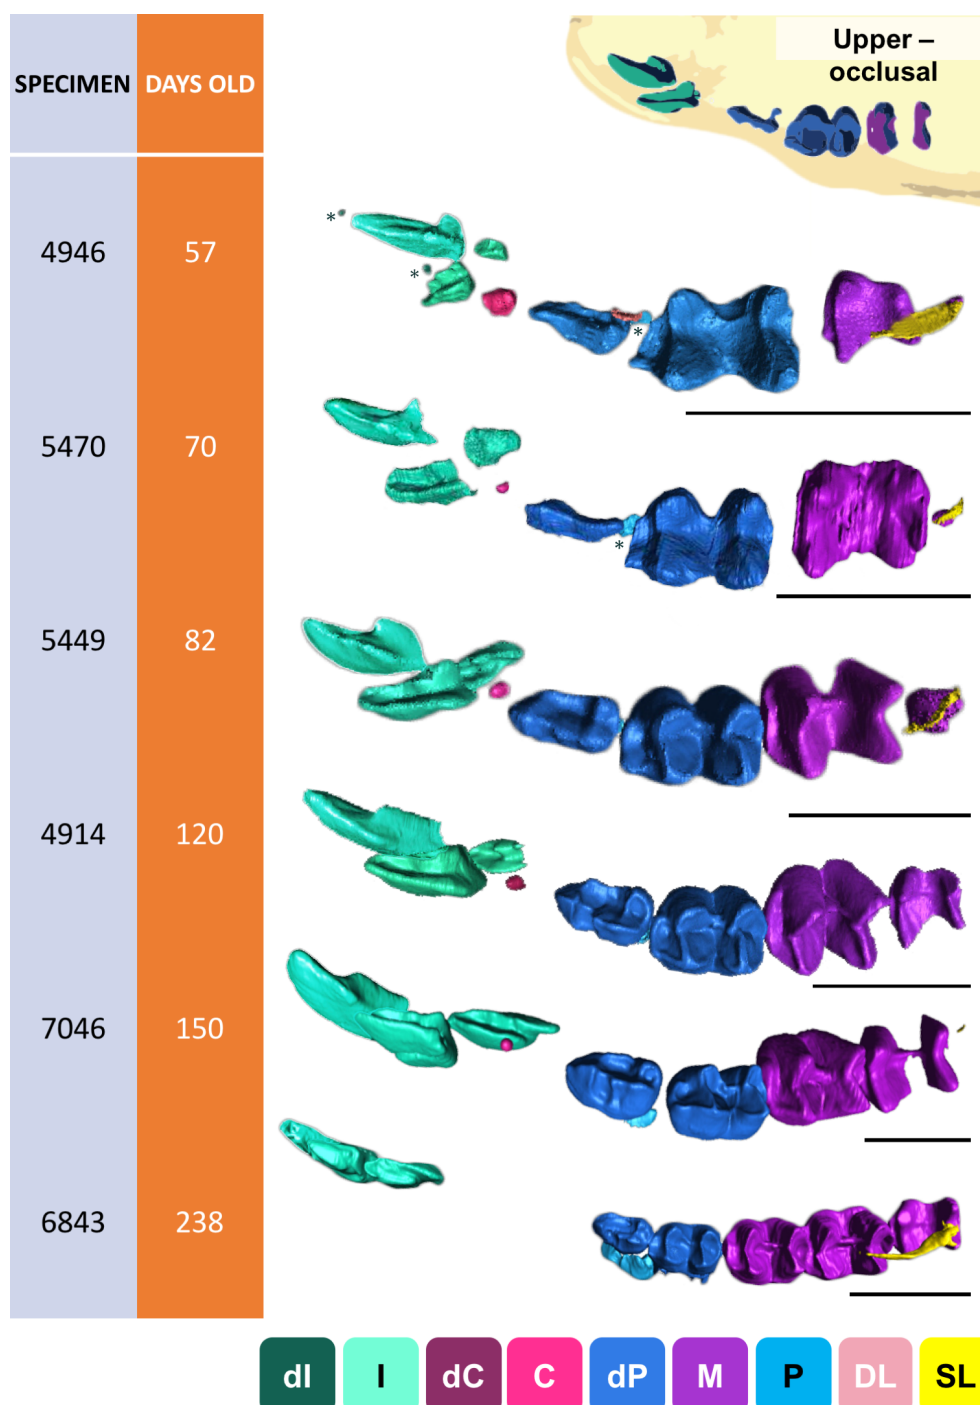 Upper –
occlusal
SPECIMEN DAYS OLD
4946 57
*
*
*
5470 70
*
5449 82
4914 120
7046 150
6843 238
dI I dC C dP M P DL SL